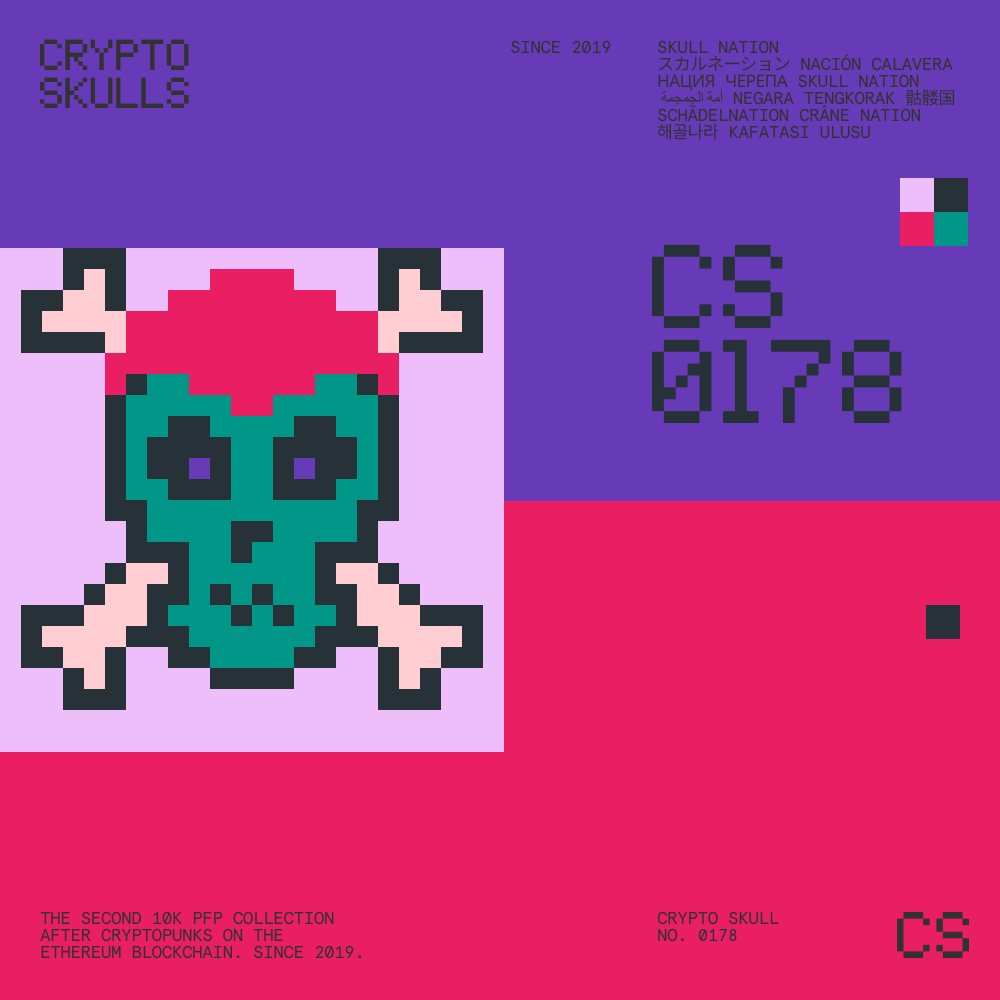 CRYPTO
SKULLS
SINCE 2019
SKULL NATION
スカルネーション NACIÓN CALAVERA
НАЦИЯ ЧЕРЕПА SKULL NATION
أمة الجمجمة NEGARA TENGKORAK 骷髅国
SCHÄDELNATION CRÂNE NATION
해골나라 KAFATASI ULUSU
CS
0178
THE SECOND 10K PFP COLLECTION
AFTER CRYPTOPUNKS ON THE
ETHEREUM BLOCKCHAIN. SINCE 2019.
CRYPTO SKULL
NO. 0178
CS